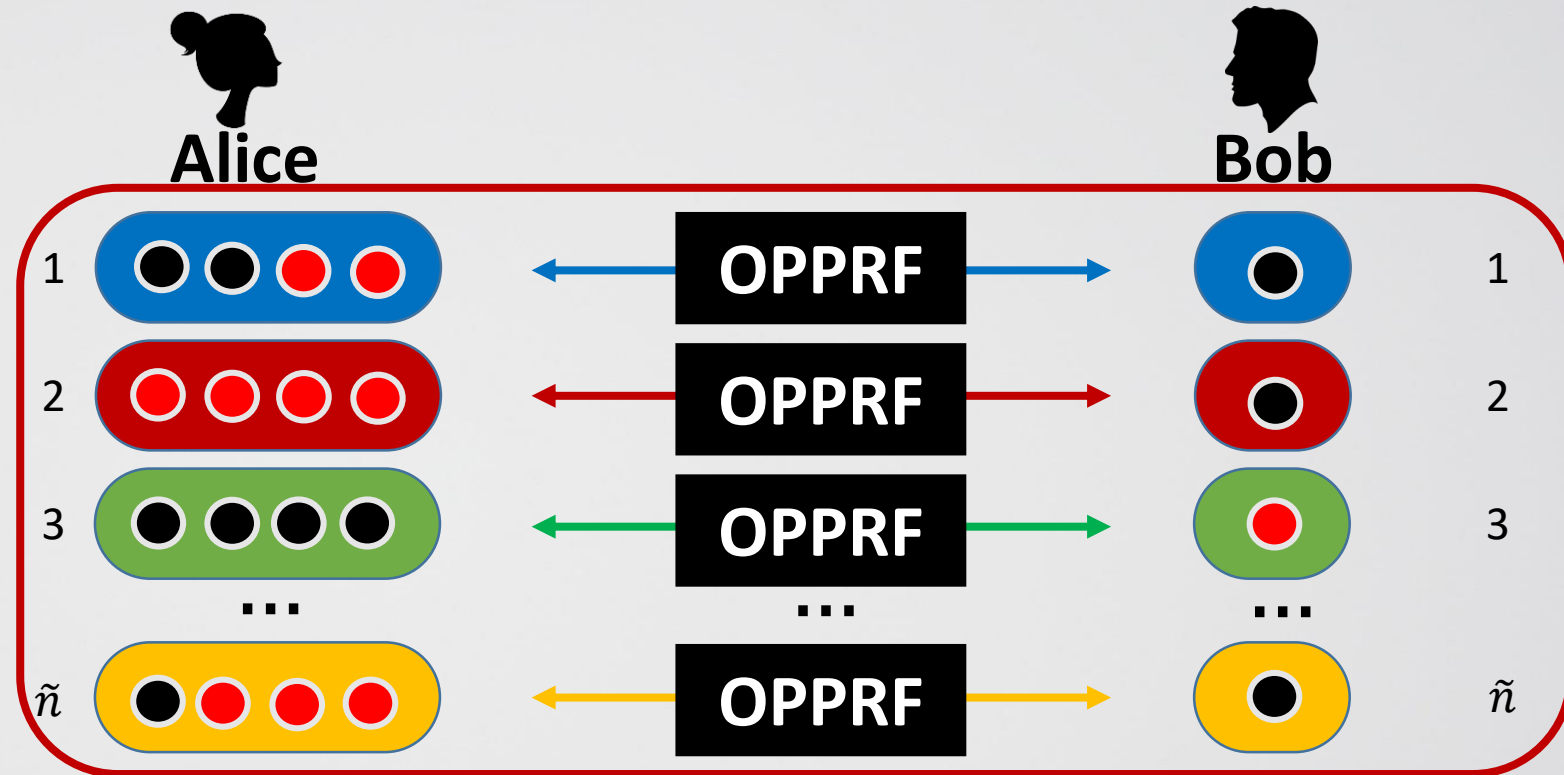 Alice Bob
1 OPPRF 1
2 OPPRF 2
3 OPPRF 3
... ... ...
ñ OPPRF ñ